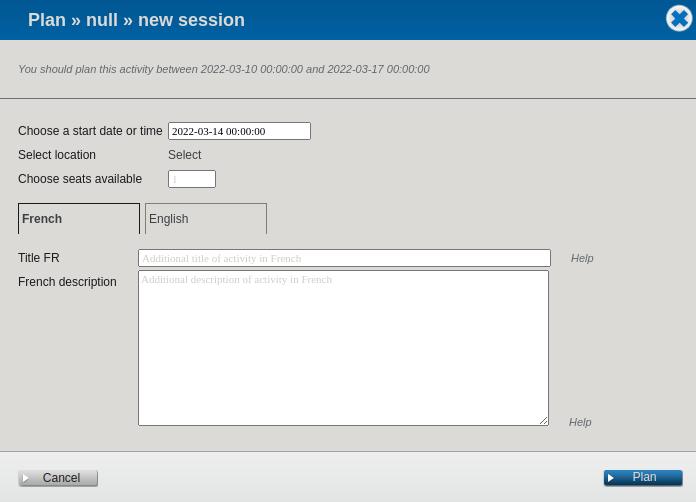 Plan » null » new session
You should plan this activity between 2022-03-10 00:00:00 and 2022-03-17 00:00:00
Choose a start date or time 2022-03-14 00:00:00
Select location Select
Choose seats available 1
French English
Title FR Additional title of activity in French Help
French description Additional description of activity in French
Help
Cancel Plan